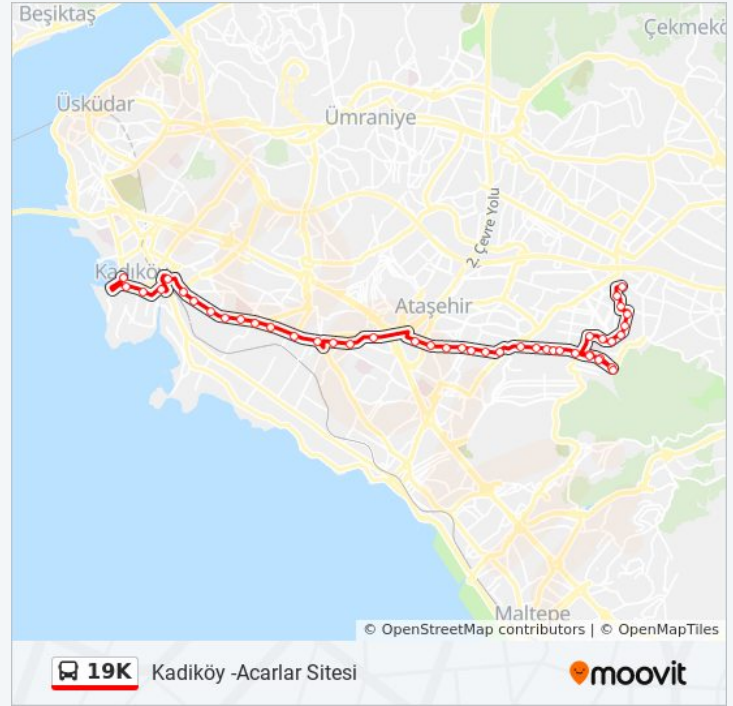 Beşiktaş
Çekmekö
Üsküdar
Ümraniye
2. Çevre Yolu
Kadıköy
Ataşehir
Maltepe
© OpenStreetMap contributors | © OpenMapTiles
19K Kadiköy -Acarlar Sitesi
moovit